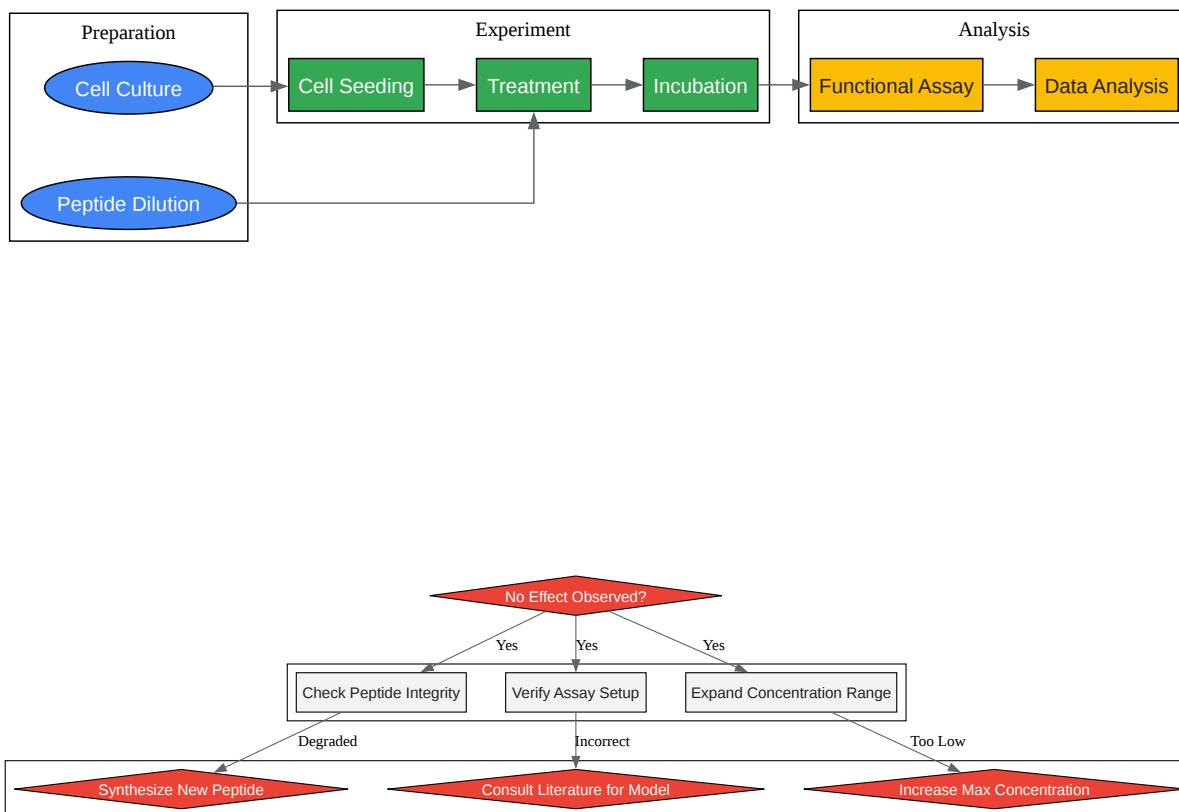 Preparation
Experiment
Analysis
Cell Culture
Cell Seeding
Treatment
Incubation
Functional Assay
Data Analysis
Peptide Dilution
No Effect Observed?
Yes
Yes
Yes
Check Peptide Integrity
Verify Assay Setup
Expand Concentration Range
Degraded
Incorrect
Too Low
Synthesize New Peptide
Consult Literature for Model
Increase Max Concentration